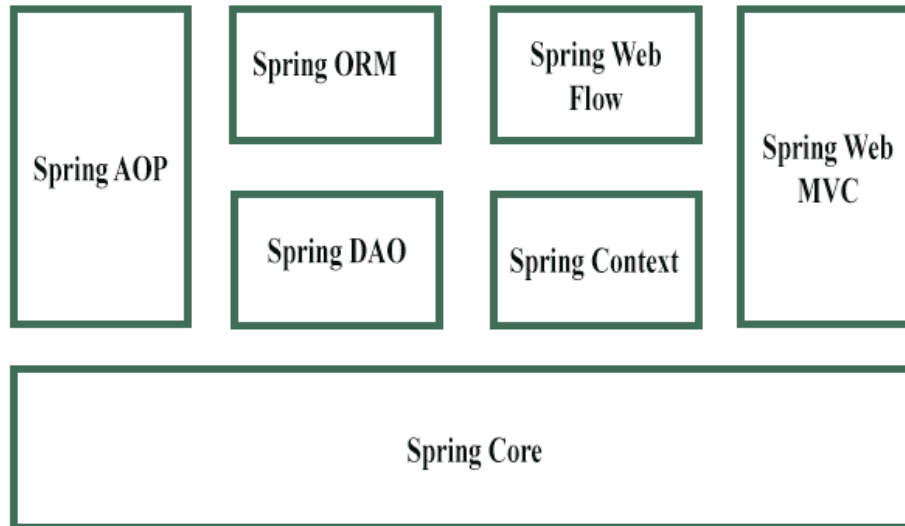 Spring AOP
Spring ORM
Spring Web
Flow
Spring Web
MVC
Spring DAO
Spring Context
Spring Core